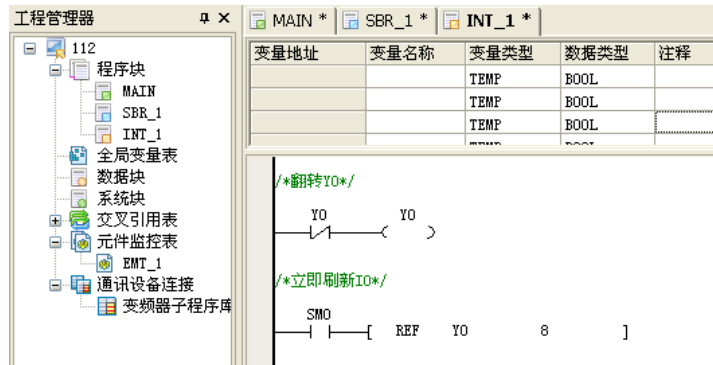 工程管理器
112
程序块
MAIN
SBR_1
INT_1
全局变量表
数据块
系统块
交叉引用表
元件监控表
EMT_1
通讯设备连接
变频器子程序库
MAIN * SBR_1 * INT_1 *
变量地址 变量名称 变量类型 数据类型 注释
TEMP BOOL
TEMP BOOL
TEMP BOOL
/*翻转Y0*/
Y0 Y0
/*立即刷新IO*/
SM0
REF Y0 8